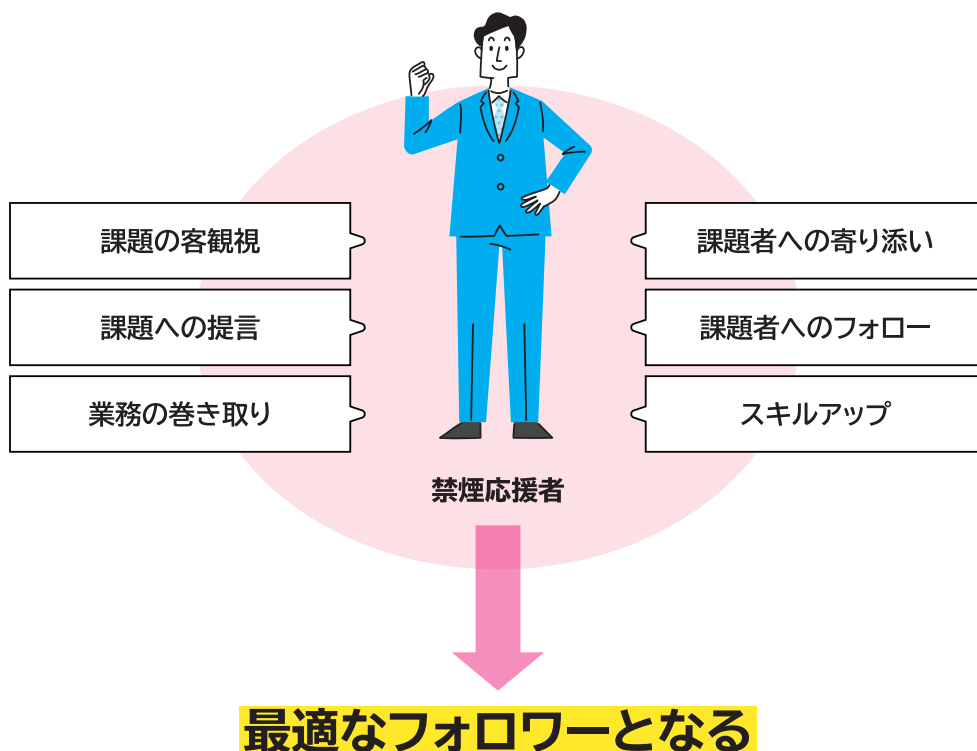 課題の客観視
課題への提言
業務の巻き取り
課題者への寄り添い
課題者へのフォロー
スキルアップ
禁煙応援者
最適なフォロワーとなる